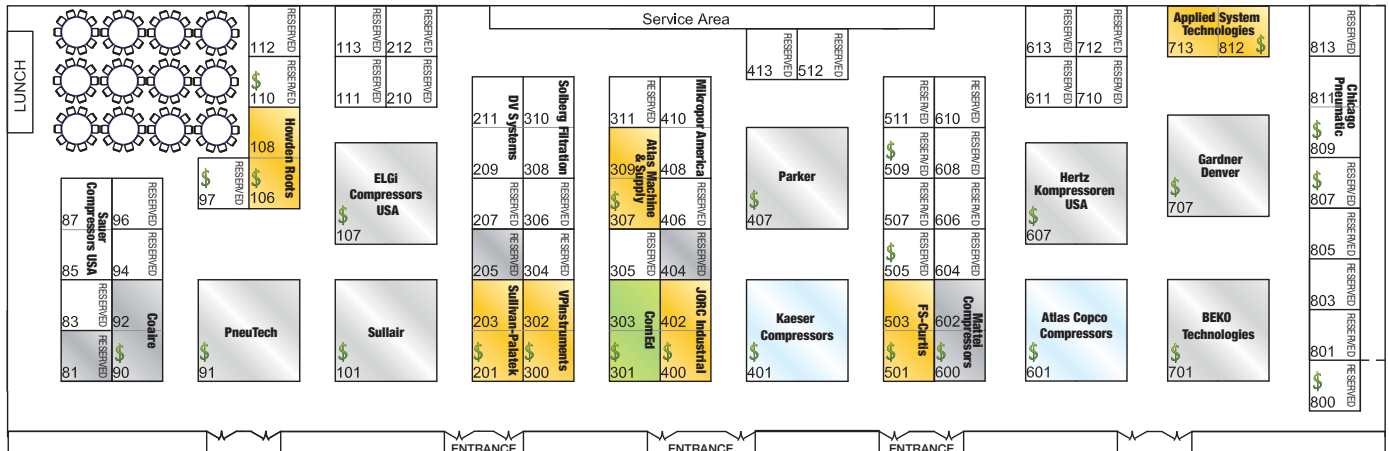 Service Area
LUNCH
112 RESERVED
$ 110 RESERVED
Howden Roots
108
$ 106
$ 97 RESERVED
113 RESERVED
212 RESERVED
111 RESERVED
210 RESERVED
87
85
Sauer
Compressors USA
96 RESERVED
94 RESERVED
83 RESERVED
81 RESERVED
92
$ 90
Coaire
PneuTech
$
91
ELGi
Compressors
USA
$
107
Sullair
$
101
211
209
DV Systems
310
308
Solberg Filtration
207 RESERVED
306 RESERVED
205 RESERVED
304 RESERVED
203
$ 201
Sullivan-Palatek
302
$ 300
VPInstruments
311 RESERVED
410
408
Mikropor America
309
$ 307
Atlas Machine
& Supply
406 RESERVED
305 RESERVED
404 RESERVED
303
$ 301
ComEd
402
$ 400
JORC Industrial
413 RESERVED
512 RESERVED
Parker
$
407
Kaeser
Compressors
$
401
511 RESERVED
610 RESERVED
$ 509 RESERVED
608 RESERVED
507 RESERVED
606 RESERVED
$ 505 RESERVED
604 RESERVED
503
$ 501
FS-Curtis
602
$ 600
Mattei
Compressors
613 RESERVED
712 RESERVED
611 RESERVED
710 RESERVED
Hertz
Kompressoren
USA
$
607
Atlas Copco
Compressors
$
601
Applied System
Technologies
713 812 $
Gardner
Denver
$
707
BEKO
Technologies
$
701
813 RESERVED
811
$ 809
Chicago
Pneumatic
$ 807 RESERVED
805 RESERVED
803 RESERVED
801 RESERVED
$ 800 RESERVED
ENTRANCE
ENTRANCE
ENTRANCE